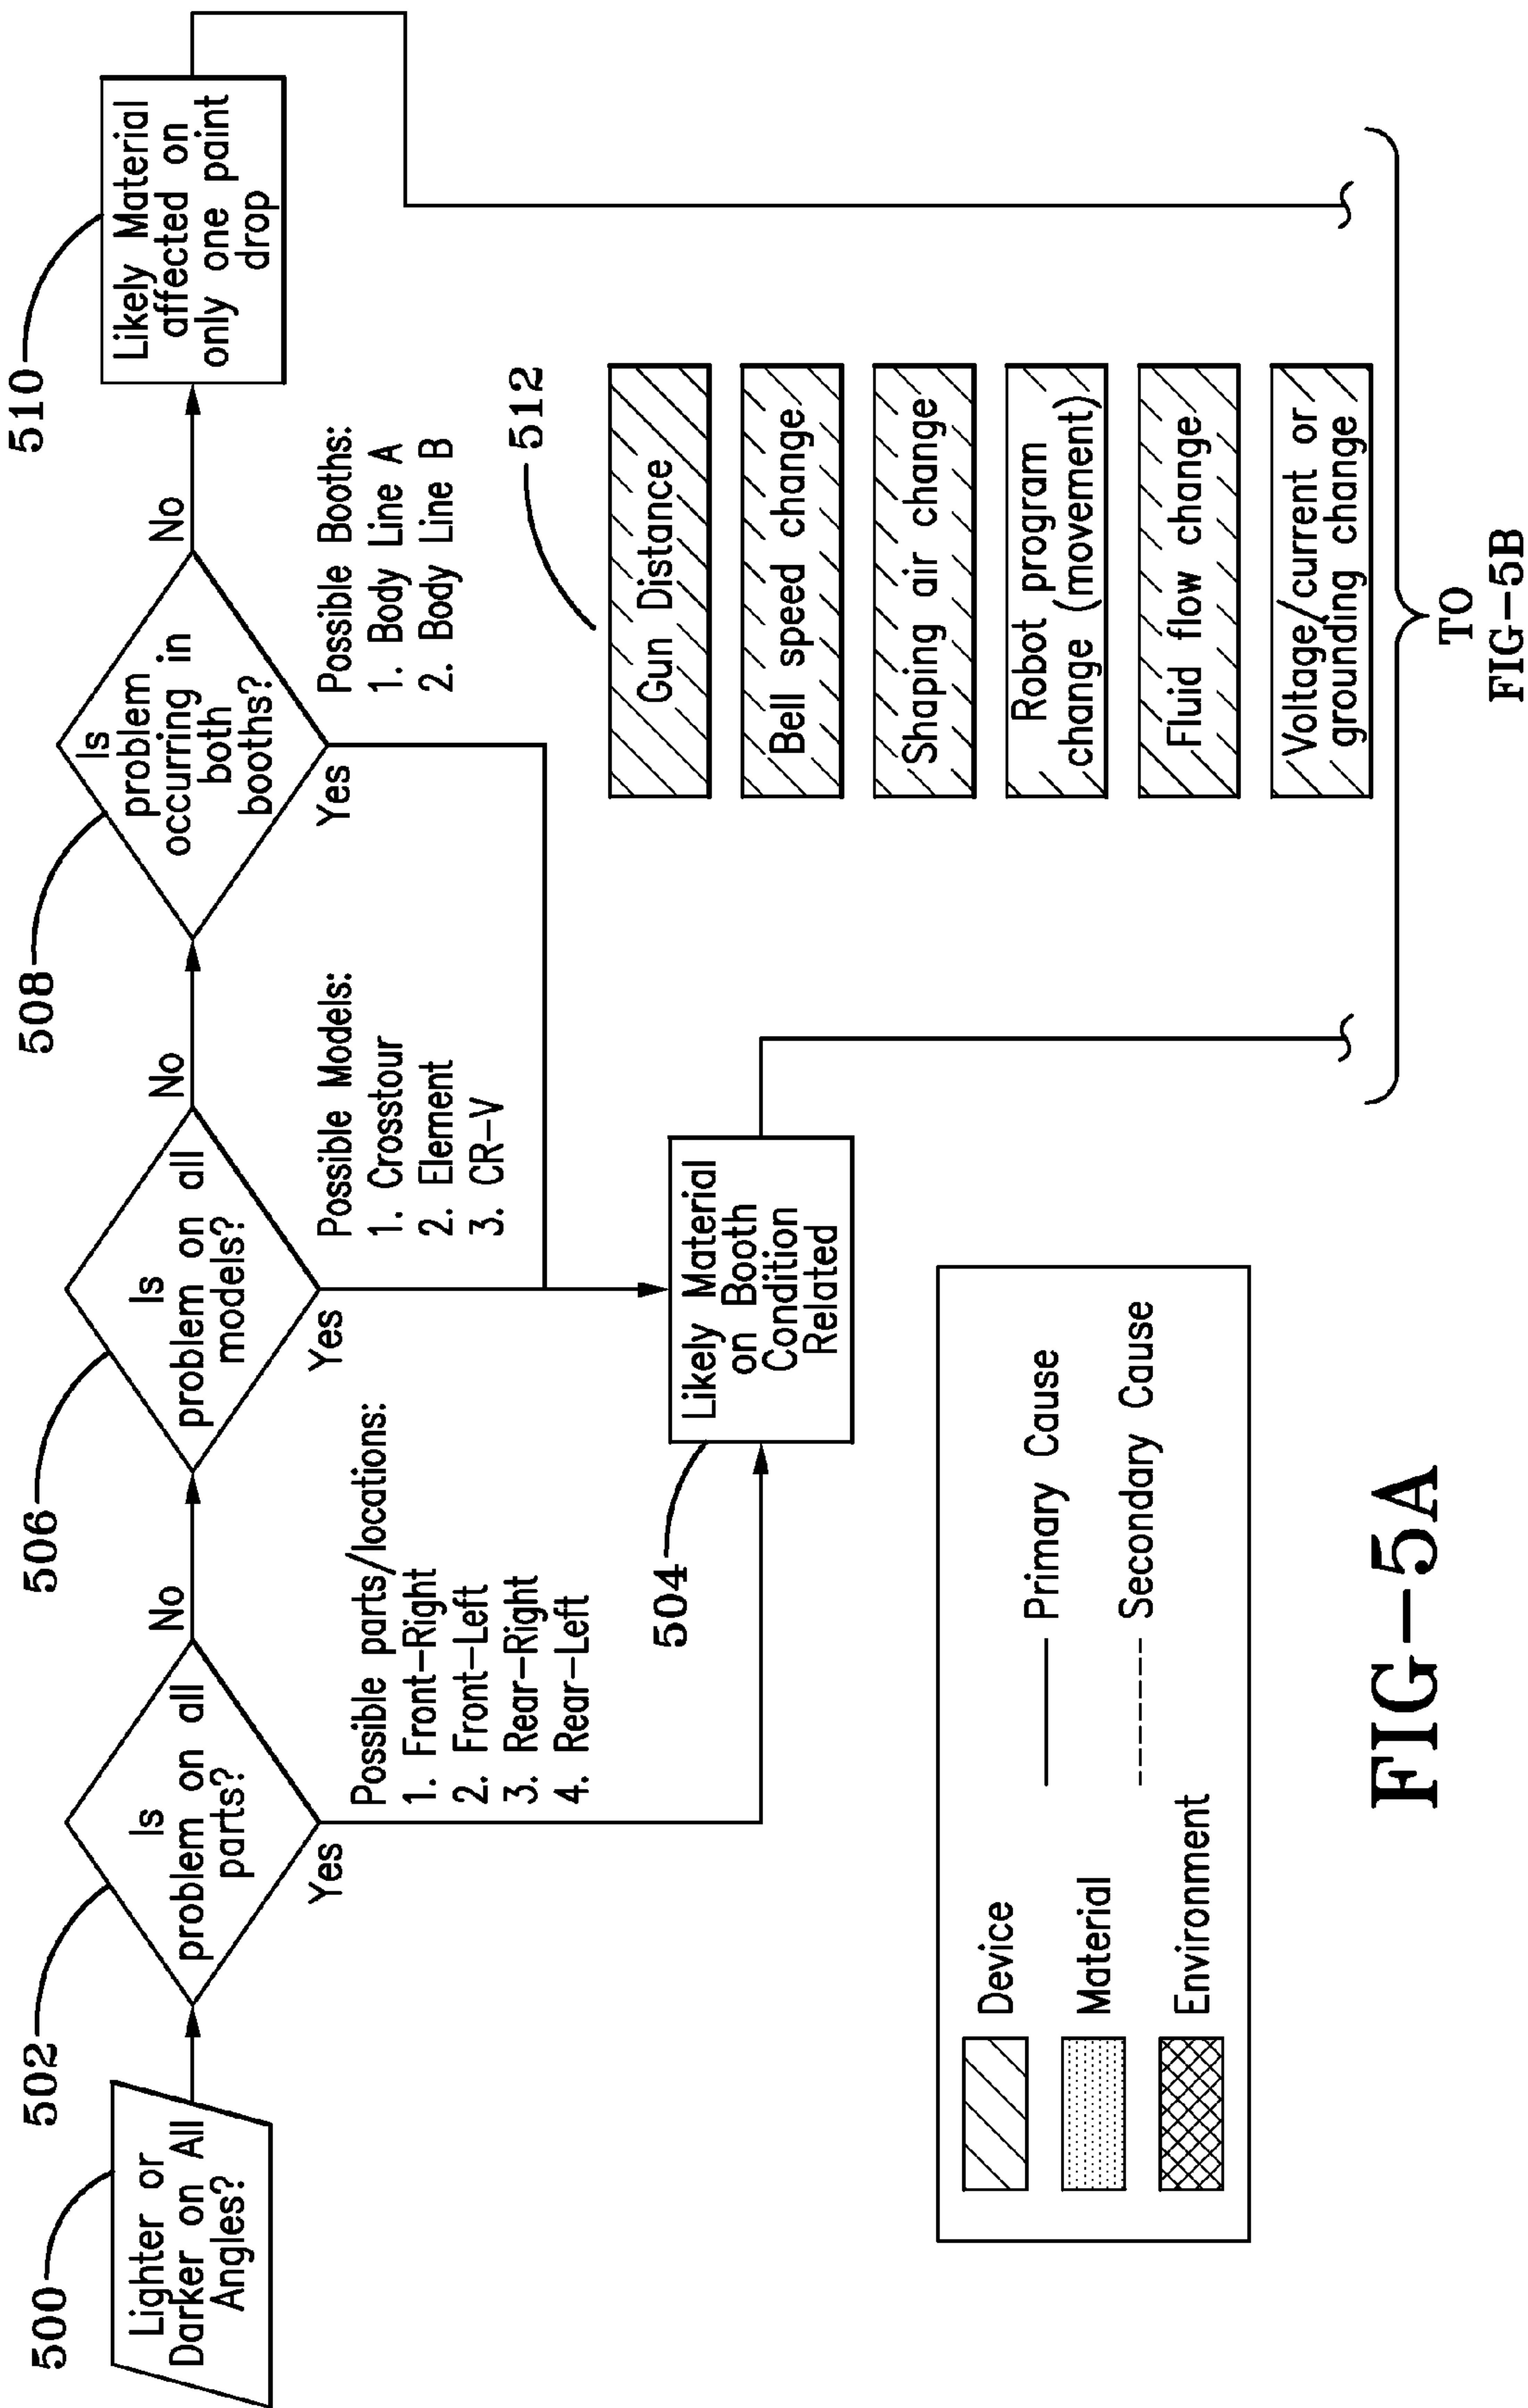 500
Lighter or
Darker on All
Angles?
502
Is
problem on all
parts?
No
Yes
Possible parts/locations:
1. Front-Right
2. Front-Left
3. Rear-Right
4. Rear-Left
506
Is
problem on all
models?
No
Yes
Possible Models:
1. Crosstour
2. Element
3. CR-V
508
Is
problem
occurring in
both
booths?
No
Yes
Possible Booths:
1. Body Line A
2. Body Line B
510
Likely Material
affected on
only one paint
drop
504
Likely Material
on Booth
Condition
Related
512
Gun Distance
Bell speed change
Shaping air change
Robot program
change (movement)
Fluid flow change
Voltage/current or
grounding change
Device
Material
Environment
Primary Cause
Secondary Cause
TO
FIG-5B
FIG-5A